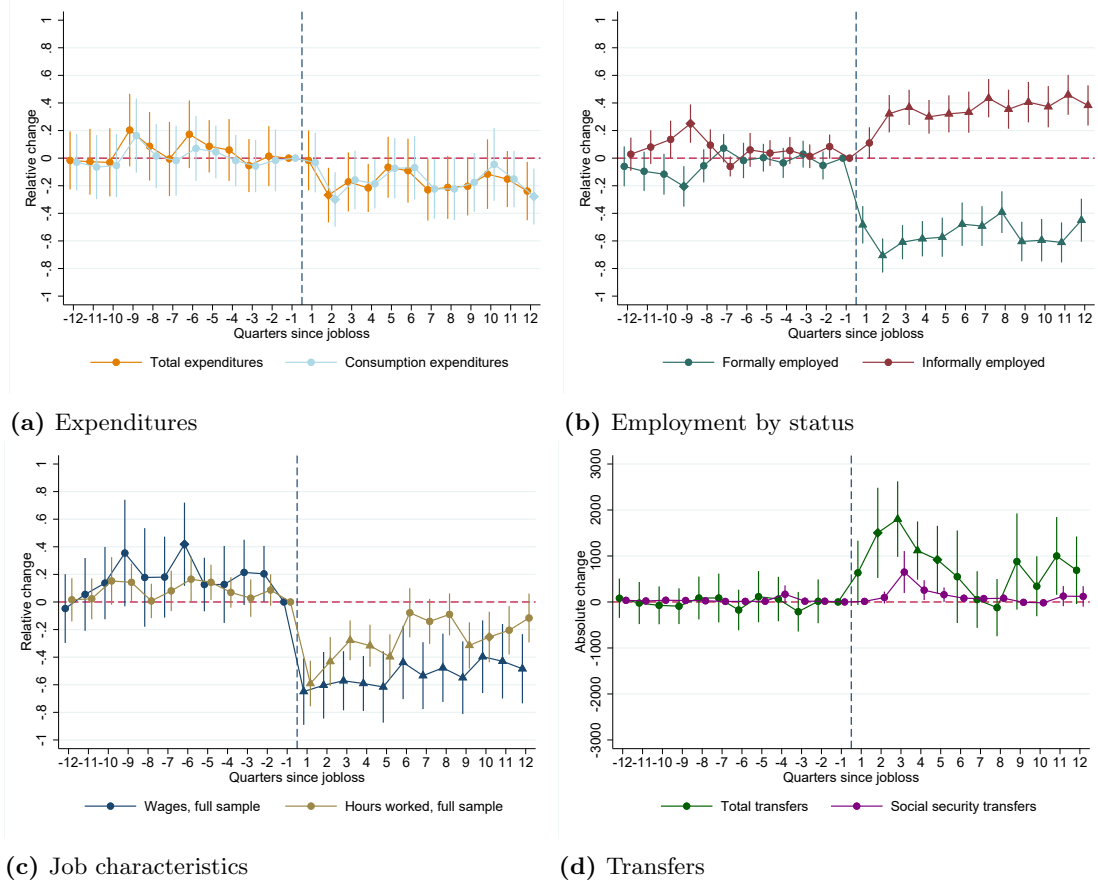 1
.8
.6
.4
.2
0
-.2
-.4
-.6
-.8
-1
Relative change
-12 -11 -10 -9 -8 -7 -6 -5 -4 -3 -2 -1 1 2 3 4 5 6 7 8 9 10 11 12
Quarters since jobloss
Total expenditures Consumption expenditures
(a) Expenditures
1
.8
.6
.4
.2
0
-.2
-.4
-.6
-.8
-1
Relative change
-12 -11 -10 -9 -8 -7 -6 -5 -4 -3 -2 -1 1 2 3 4 5 6 7 8 9 10 11 12
Quarters since jobloss
Formally employed Informally employed
(b) Employment by status
1
.8
.6
.4
.2
0
-.2
-.4
-.6
-.8
-1
Relative change
-12 -11 -10 -9 -8 -7 -6 -5 -4 -3 -2 -1 1 2 3 4 5 6 7 8 9 10 11 12
Quarters since jobloss
Wages, full sample Hours worked, full sample
(c) Job characteristics
3000
2000
1000
0
-1000
-2000
-3000
Absolute change
-12 -11 -10 -9 -8 -7 -6 -5 -4 -3 -2 -1 1 2 3 4 5 6 7 8 9 10 11 12
Quarters since jobloss
Total transfers Social security transfers
(d) Transfers